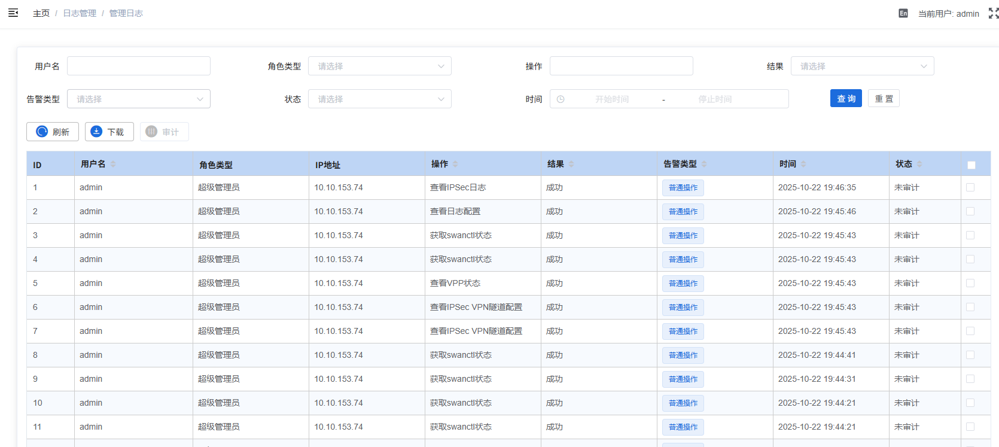 主页 / 日志管理 / 管理日志
En 当前用户: admin
用户名 角色类型 请选择 操作 结果 请选择
告警类型 请选择 状态 请选择 时间 开始时间 - 停止时间 查询 重置
刷新 下载 审计
ID 用户名 角色类型 IP地址 操作 结果 告警类型 时间 状态
1 admin 超级管理员 10.10.153.74 查看IPSec日志 成功 普通操作 2025-10-22 19:46:35 未审计
2 admin 超级管理员 10.10.153.74 查看日志配置 成功 普通操作 2025-10-22 19:45:46 未审计
3 admin 超级管理员 10.10.153.74 获取swanctl状态 成功 普通操作 2025-10-22 19:45:43 未审计
4 admin 超级管理员 10.10.153.74 获取swanctl状态 成功 普通操作 2025-10-22 19:45:43 未审计
5 admin 超级管理员 10.10.153.74 查看VPP状态 成功 普通操作 2025-10-22 19:45:43 未审计
6 admin 超级管理员 10.10.153.74 查看IPSec VPN隧道配置 成功 普通操作 2025-10-22 19:45:43 未审计
7 admin 超级管理员 10.10.153.74 查看IPSec VPN隧道配置 成功 普通操作 2025-10-22 19:45:43 未审计
8 admin 超级管理员 10.10.153.74 获取swanctl状态 成功 普通操作 2025-10-22 19:44:41 未审计
9 admin 超级管理员 10.10.153.74 获取swanctl状态 成功 普通操作 2025-10-22 19:44:31 未审计
10 admin 超级管理员 10.10.153.74 获取swanctl状态 成功 普通操作 2025-10-22 19:44:21 未审计
11 admin 超级管理员 10.10.153.74 获取swanctl状态 成功 普通操作 2025-10-22 19:44:21 未审计